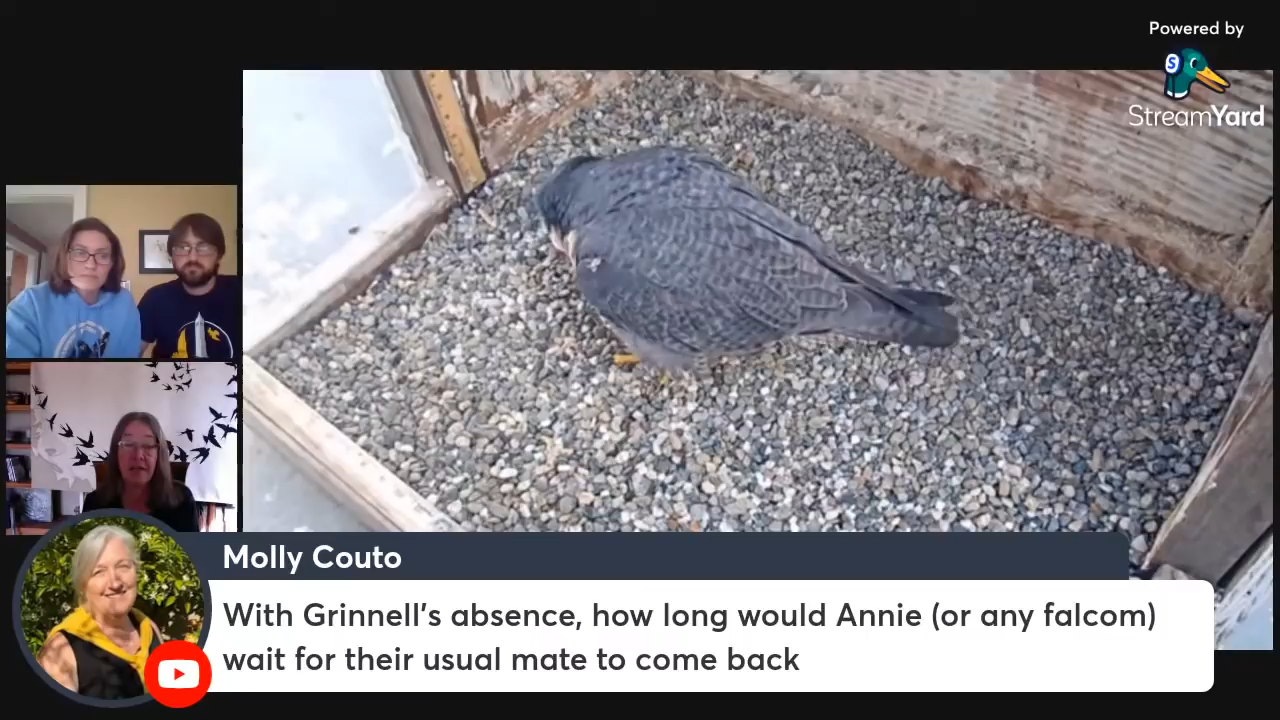 Powered by
StreamYard
Molly Couto
With Grinnell's absence, how long would Annie (or any falcom)
wait for their usual mate to come back